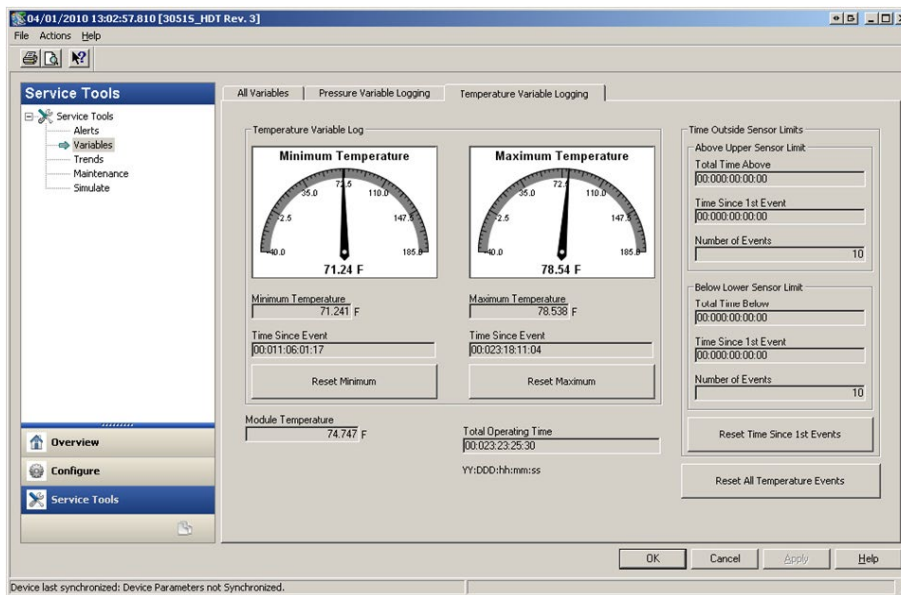 04/01/2010 13:02:57.810 [3051S_HDT Rev. 3]
File Actions Help
Service Tools
Service Tools
Alerts
Variables
Trends
Maintenance
Simulate
Overview
Configure
Service Tools
All Variables Pressure Variable Logging Temperature Variable Logging
Temperature Variable Log
Minimum Temperature
-40.0 -2.5 35.0 72.5 110.0 147.5 185.0
71.24 F
Minimum Temperature
71.241 F
Time Since Event
00:011:06:01:17
Reset Minimum
Maximum Temperature
-40.0 -2.5 35.0 72.5 110.0 147.5 185.0
78.54 F
Maximum Temperature
78.538 F
Time Since Event
00:023:18:11:04
Reset Maximum
Module Temperature
74.747 F
Total Operating Time
00:023:23:25:30
YY:DDD:hh:mm:ss
Time Outside Sensor Limits
Above Upper Sensor Limit
Total Time Above
00:000:00:00:00
Time Since 1st Event
00:000:00:00:00
Number of Events
10
Below Lower Sensor Limit
Total Time Below
00:000:00:00:00
Time Since 1st Event
00:000:00:00:00
Number of Events
10
Reset Time Since 1st Events
Reset All Temperature Events
OK Cancel Apply Help
Device last synchronized: Device Parameters not Synchronized.